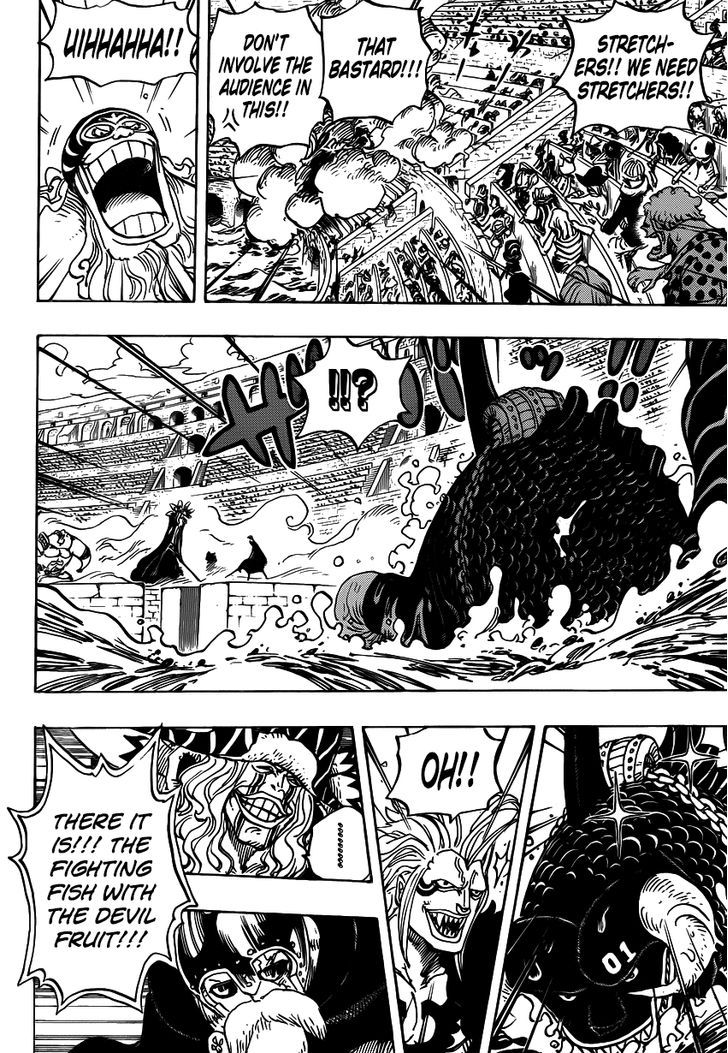 STRETCH-
ERS!! WE NEED
STRETCHERS!!
THAT
BASTARD!!!
DON'T
INVOLVE THE
AUDIENCE IN
THIS!!
UIHHAHHA!!
!!?
OH!!
THERE IT
IS!!! THE
FIGHTING
FISH WITH
THE DEVIL
FRUIT!!!
01